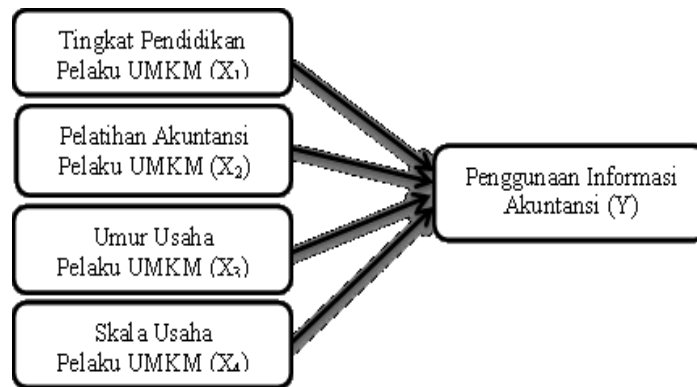 Tingkat Pendidikan
Pelaku UMKM (X₁)
Pelatihan Akuntansi
Pelaku UMKM (X₂)
Umur Usaha
Pelaku UMKM (X₃)
Skala Usaha
Pelaku UMKM (X₄)
Penggunaan Informasi
Akuntansi (Y)